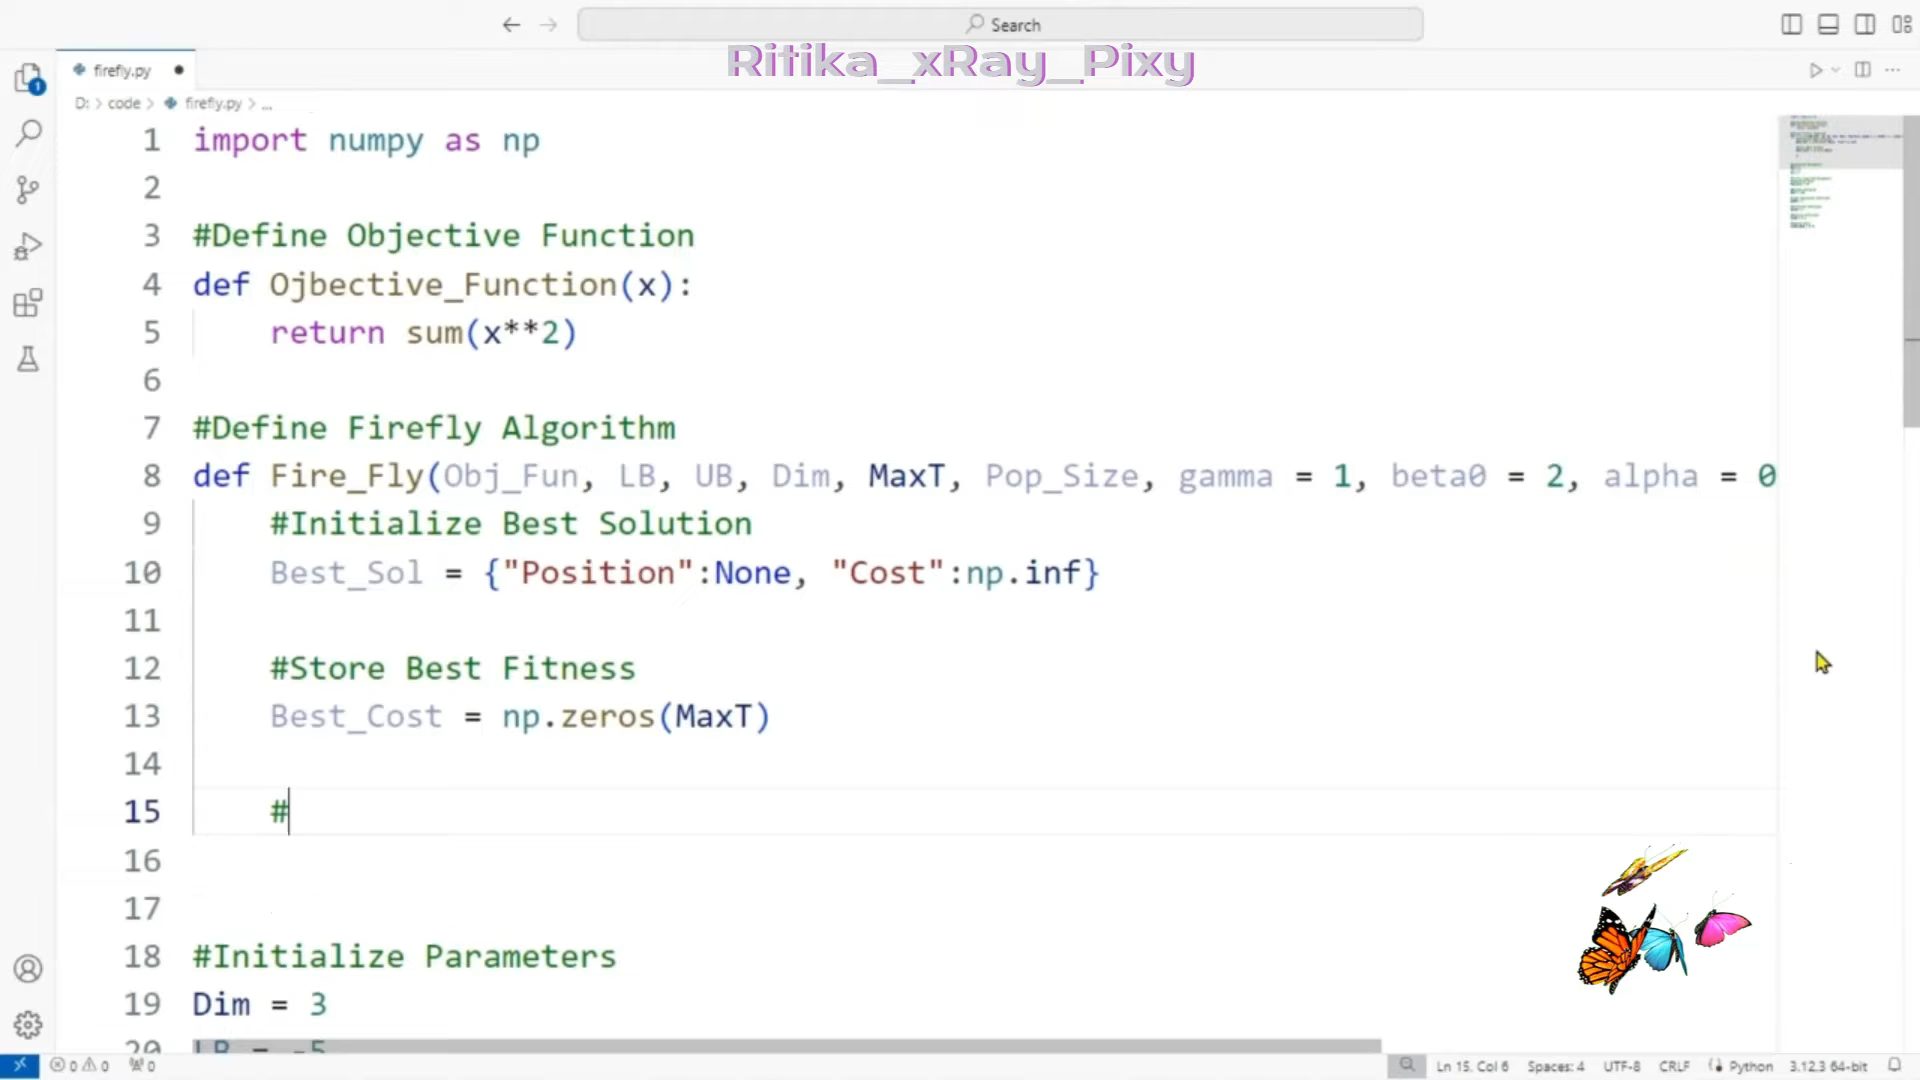 Search
Ritika_xRay_Pixy
firefly.py
D: > code > firefly.py > ...
1 import numpy as np
2
3 #Define Objective Function
4 def Ojbective_Function(x):
5 return sum(x**2)
6
7 #Define Firefly Algorithm
8 def Fire_Fly(Obj_Fun, LB, UB, Dim, MaxT, Pop_Size, gamma = 1, beta0 = 2, alpha = 0
9 #Initialize Best Solution
10 Best_Sol = {"Position":None, "Cost":np.inf}
11
12 #Store Best Fitness
13 Best_Cost = np.zeros(MaxT)
14
15 #
16
17
18 #Initialize Parameters
19 Dim = 3
20 LB = -5
1
0 0 0
Ln 15, Col 6 Spaces: 4 UTF-8 CRLF Python 3.12.3 64-bit